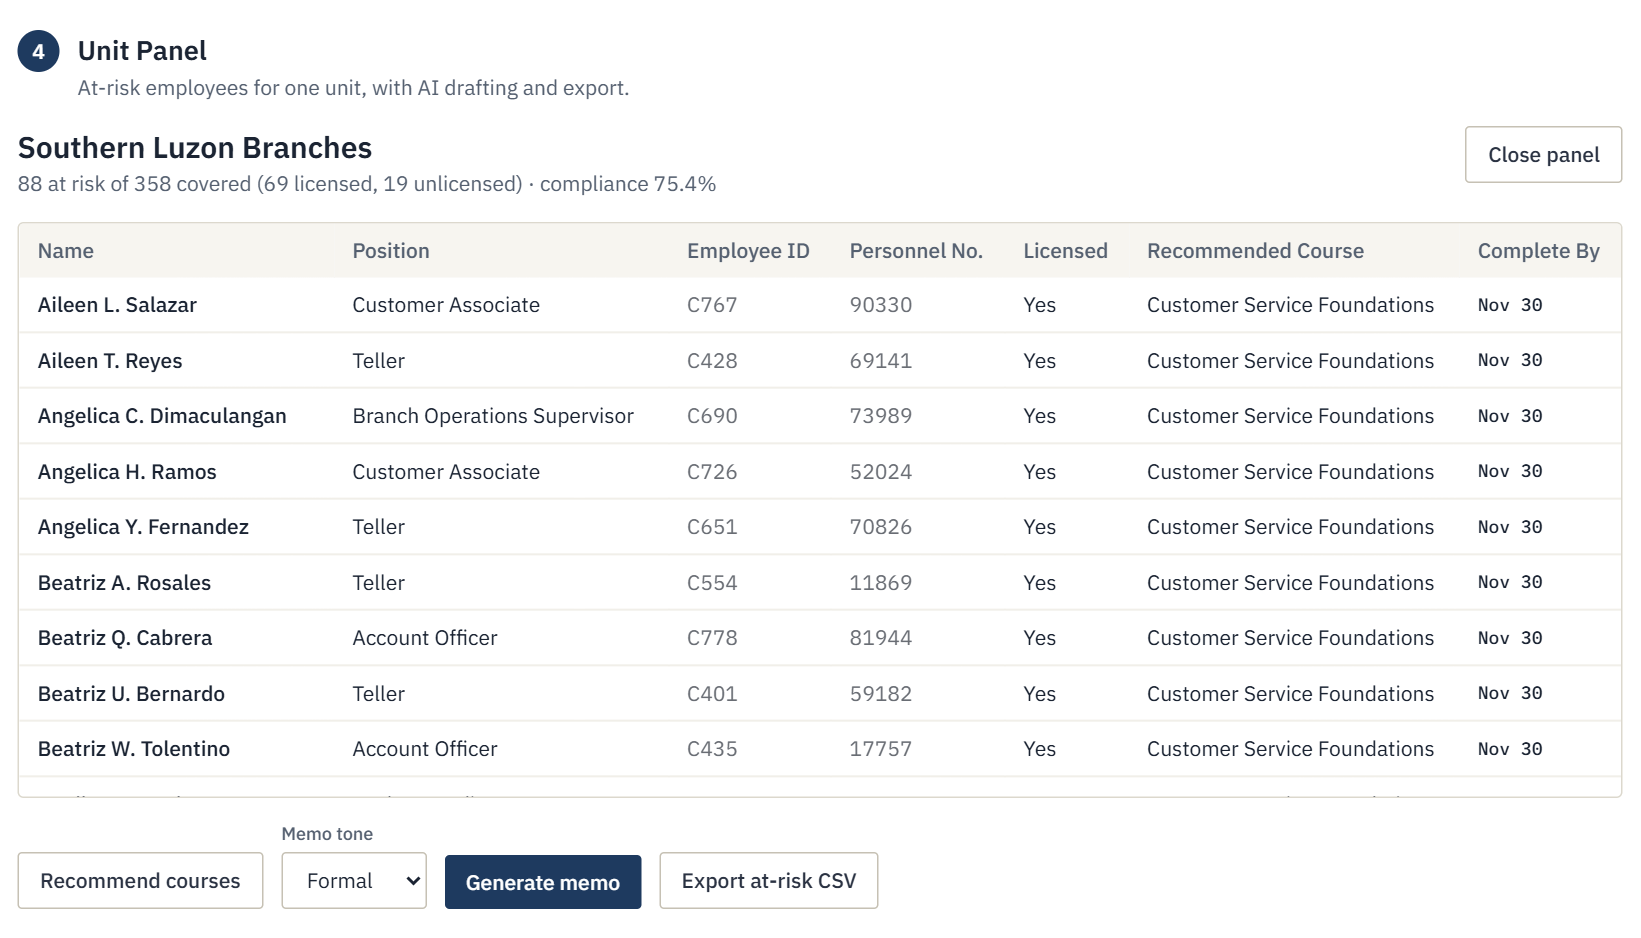 4 Unit Panel
At-risk employees for one unit, with AI drafting and export.
Southern Luzon Branches
88 at risk of 358 covered (69 licensed, 19 unlicensed) · compliance 75.4%
Close panel
Name Position Employee ID Personnel No. Licensed Recommended Course Complete By
Aileen L. Salazar Customer Associate C767 90330 Yes Customer Service Foundations Nov 30
Aileen T. Reyes Teller C428 69141 Yes Customer Service Foundations Nov 30
Angelica C. Dimaculangan Branch Operations Supervisor C690 73989 Yes Customer Service Foundations Nov 30
Angelica H. Ramos Customer Associate C726 52024 Yes Customer Service Foundations Nov 30
Angelica Y. Fernandez Teller C651 70826 Yes Customer Service Foundations Nov 30
Beatriz A. Rosales Teller C554 11869 Yes Customer Service Foundations Nov 30
Beatriz Q. Cabrera Account Officer C778 81944 Yes Customer Service Foundations Nov 30
Beatriz U. Bernardo Teller C401 59182 Yes Customer Service Foundations Nov 30
Beatriz W. Tolentino Account Officer C435 17757 Yes Customer Service Foundations Nov 30
Memo tone
Recommend courses Formal Generate memo Export at-risk CSV